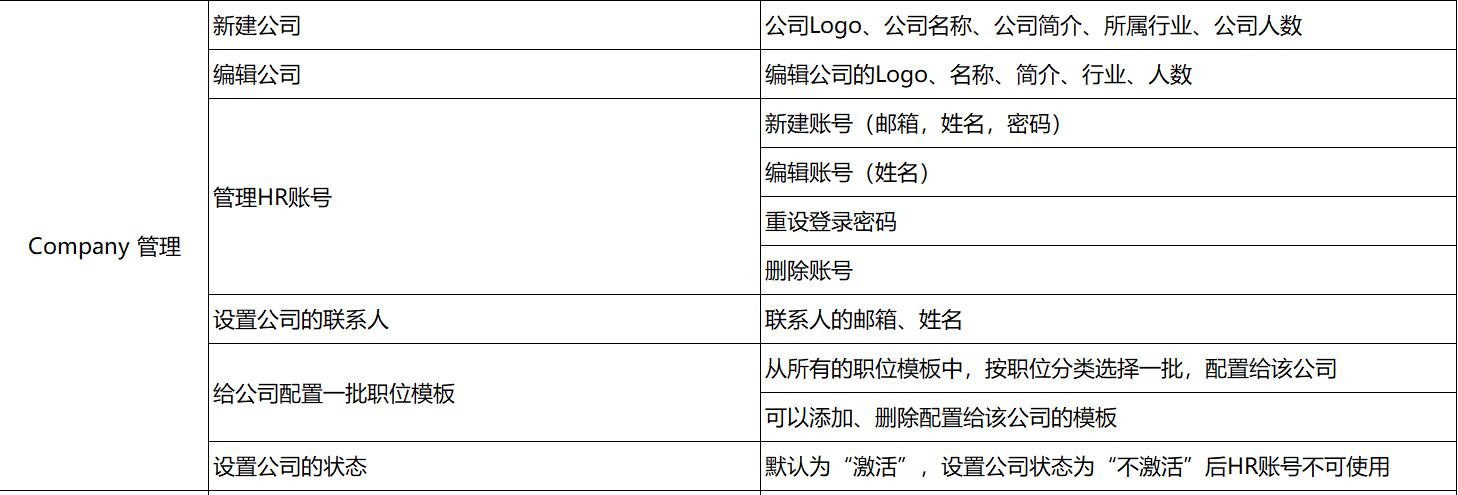 新建公司
公司Logo、公司名称、公司简介、所属行业、公司人数
编辑公司
编辑公司的Logo、名称、简介、行业、人数
Company 管理
管理HR账号
新建账号（邮箱，姓名，密码）
编辑账号（姓名）
重设登录密码
删除账号
设置公司的联系人
联系人的邮箱、姓名
给公司配置一批职位模板
从所有的职位模板中，按职位分类选择一批，配置给该公司
可以添加、删除配置给该公司的模板
设置公司的状态
默认为“激活”，设置公司状态为“不激活”后HR账号不可使用